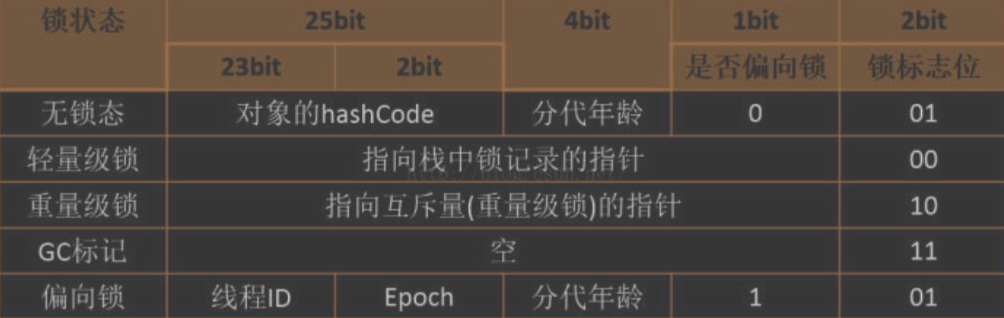 锁状态 25bit 4bit 1bit 2bit
23bit 2bit 是否偏向锁 锁标志位
无锁态 对象的hashCode 分代年龄 0 01
轻量级锁 指向栈中锁记录的指针 00
重量级锁 指向互斥量(重量级锁)的指针 10
GC标记 空 11
偏向锁 线程ID Epoch 分代年龄 1 01